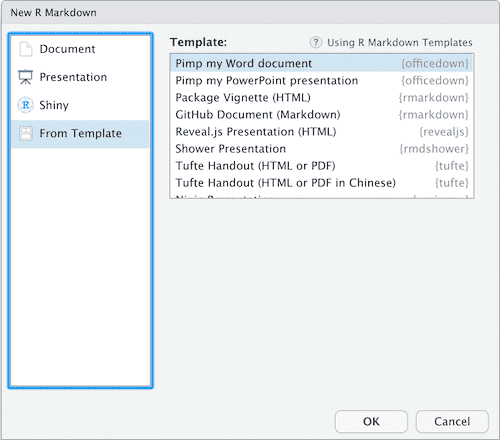 New R Markdown
Document
Presentation
Shiny
From Template
Template:
Using R Markdown Templates
Pimp my Word document {officedown}
Pimp my PowerPoint presentation {officedown}
Package Vignette (HTML) {rmarkdown}
GitHub Document (Markdown) {rmarkdown}
Reveal.js Presentation (HTML) {revealjs}
Shower Presentation {rmdshower}
Tufte Handout (HTML or PDF) {tufte}
Tufte Handout (HTML or PDF in Chinese) {tufte}
OK
Cancel